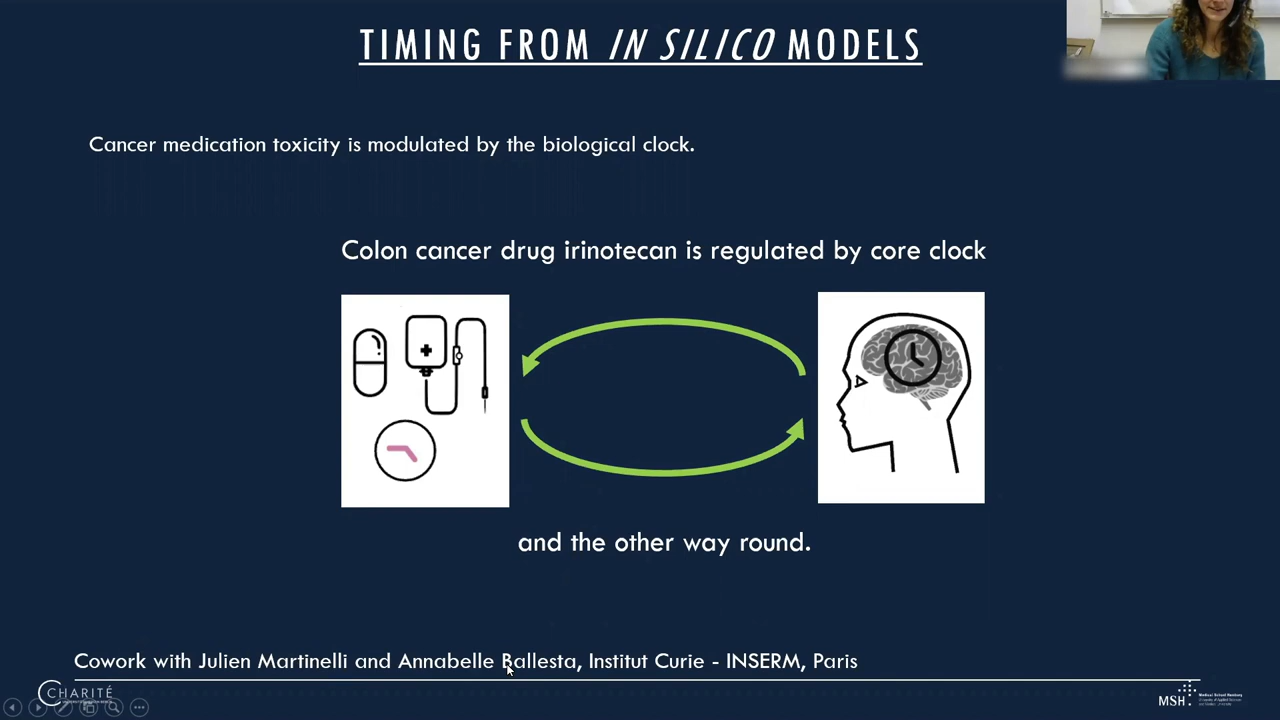 TIMING FROM IN SILICO MODELS
Cancer medication toxicity is modulated by the biological clock.
Colon cancer drug irinotecan is regulated by core clock
and the other way round.
Cowork with Julien Martinelli and Annabelle Ballesta, Institut Curie - INSERM, Paris
CHARITÉ
MSH